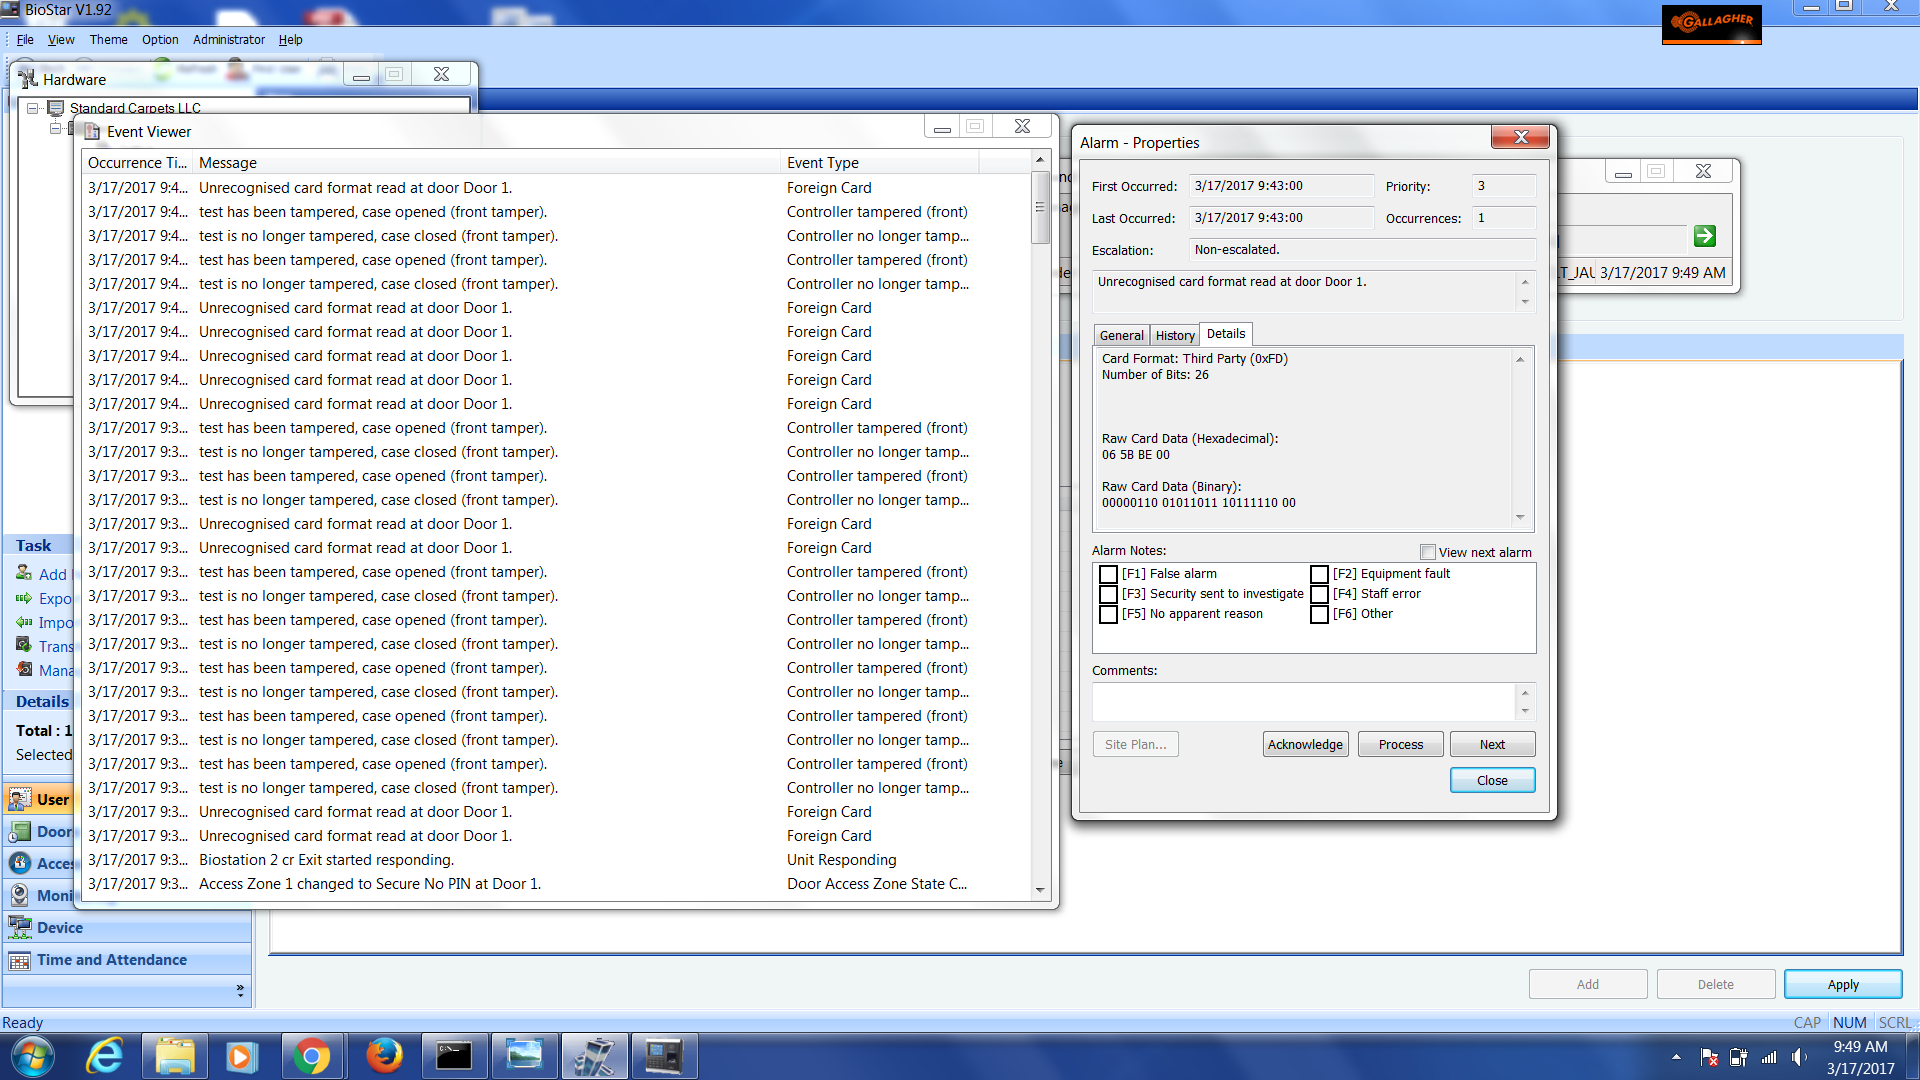 BioStar V1.92
File View Theme Option Administrator Help
GALLAGHER
Hardware
Standard Carpets LLC
Event Viewer
Occurrence Ti... Message Event Type
3/17/2017 9:4... Unrecognised card format read at door Door 1. Foreign Card
3/17/2017 9:4... test has been tampered, case opened (front tamper). Controller tampered (front)
3/17/2017 9:4... test is no longer tampered, case closed (front tamper). Controller no longer tamp...
3/17/2017 9:4... test has been tampered, case opened (front tamper). Controller tampered (front)
3/17/2017 9:4... test is no longer tampered, case closed (front tamper). Controller no longer tamp...
3/17/2017 9:4... Unrecognised card format read at door Door 1. Foreign Card
3/17/2017 9:4... Unrecognised card format read at door Door 1. Foreign Card
3/17/2017 9:4... Unrecognised card format read at door Door 1. Foreign Card
3/17/2017 9:4... Unrecognised card format read at door Door 1. Foreign Card
3/17/2017 9:4... Unrecognised card format read at door Door 1. Foreign Card
3/17/2017 9:3... test has been tampered, case opened (front tamper). Controller tampered (front)
3/17/2017 9:3... test is no longer tampered, case closed (front tamper). Controller no longer tamp...
3/17/2017 9:3... test has been tampered, case opened (front tamper). Controller tampered (front)
3/17/2017 9:3... test is no longer tampered, case closed (front tamper). Controller no longer tamp...
3/17/2017 9:3... Unrecognised card format read at door Door 1. Foreign Card
3/17/2017 9:3... Unrecognised card format read at door Door 1. Foreign Card
3/17/2017 9:3... test has been tampered, case opened (front tamper). Controller tampered (front)
3/17/2017 9:3... test is no longer tampered, case closed (front tamper). Controller no longer tamp...
3/17/2017 9:3... test has been tampered, case opened (front tamper). Controller tampered (front)
3/17/2017 9:3... test is no longer tampered, case closed (front tamper). Controller no longer tamp...
3/17/2017 9:3... test has been tampered, case opened (front tamper). Controller tampered (front)
3/17/2017 9:3... test is no longer tampered, case closed (front tamper). Controller no longer tamp...
3/17/2017 9:3... test has been tampered, case opened (front tamper). Controller tampered (front)
3/17/2017 9:3... test is no longer tampered, case closed (front tamper). Controller no longer tamp...
3/17/2017 9:3... test has been tampered, case opened (front tamper). Controller tampered (front)
3/17/2017 9:3... test is no longer tampered, case closed (front tamper). Controller no longer tamp...
3/17/2017 9:3... Unrecognised card format read at door Door 1. Foreign Card
3/17/2017 9:3... Unrecognised card format read at door Door 1. Foreign Card
3/17/2017 9:3... Biostation 2 cr Exit started responding. Unit Responding
3/17/2017 9:3... Access Zone 1 changed to Secure No PIN at Door 1. Door Access Zone State C...
Alarm - Properties
First Occurred: 3/17/2017 9:43:00 Priority: 3
Last Occurred: 3/17/2017 9:43:00 Occurrences: 1
Escalation: Non-escalated.
Unrecognised card format read at door Door 1.
General History Details
Card Format: Third Party (0xFD)
Number of Bits: 26
Raw Card Data (Hexadecimal):
06 5B BE 00
Raw Card Data (Binary):
00000110 01011011 10111110 00
Alarm Notes: View next alarm
[F1] False alarm [F2] Equipment fault
[F3] Security sent to investigate [F4] Staff error
[F5] No apparent reason [F6] Other
Comments:
Site Plan... Acknowledge Process Next
Close
LT_JAU 3/17/2017 9:49 AM
Task
Add
Expo
Impo
Trans
Mana
Details
Total : 1
Selected
User
Door
Acces
Moni
Device
Time and Attendance
Add Delete Apply
Ready
CAP NUM SCRL
9:49 AM
3/17/2017